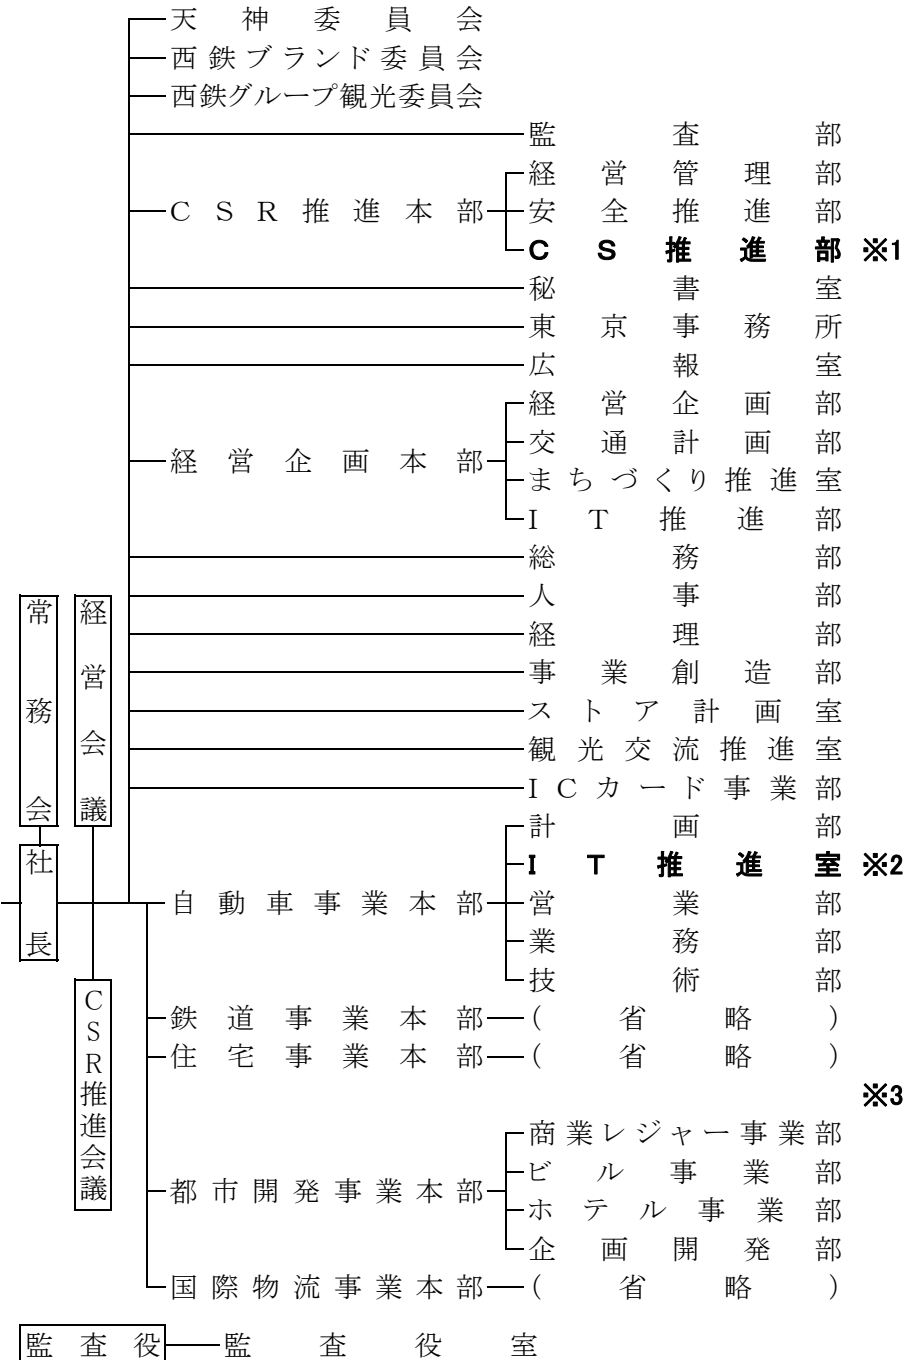 天神委員会
西鉄ブランド委員会
西鉄グループ観光委員会
監査部
経営管理部
CSR推進本部 安全推進部
CS推進部 ※1
秘書室
東京事務所
広報室
経営企画部
交通計画部
経営企画本部
まちづくり推進室
IT推進部
総務部
人事部
経理部
事業創造部
ストア計画室
観光交流推進室
ICカード事業部
常務会
経営会議
社長
CSR推進会議
計画部
IT推進室 ※2
自動車事業本部 営業部
業務部
技術部
鉄道事業本部 (省略)
住宅事業本部 (省略)
※3
商業レジャー事業部
ビル事業部
都市開発事業本部
ホテル事業部
企画開発部
国際物流事業本部 (省略)
監査役 監査役室